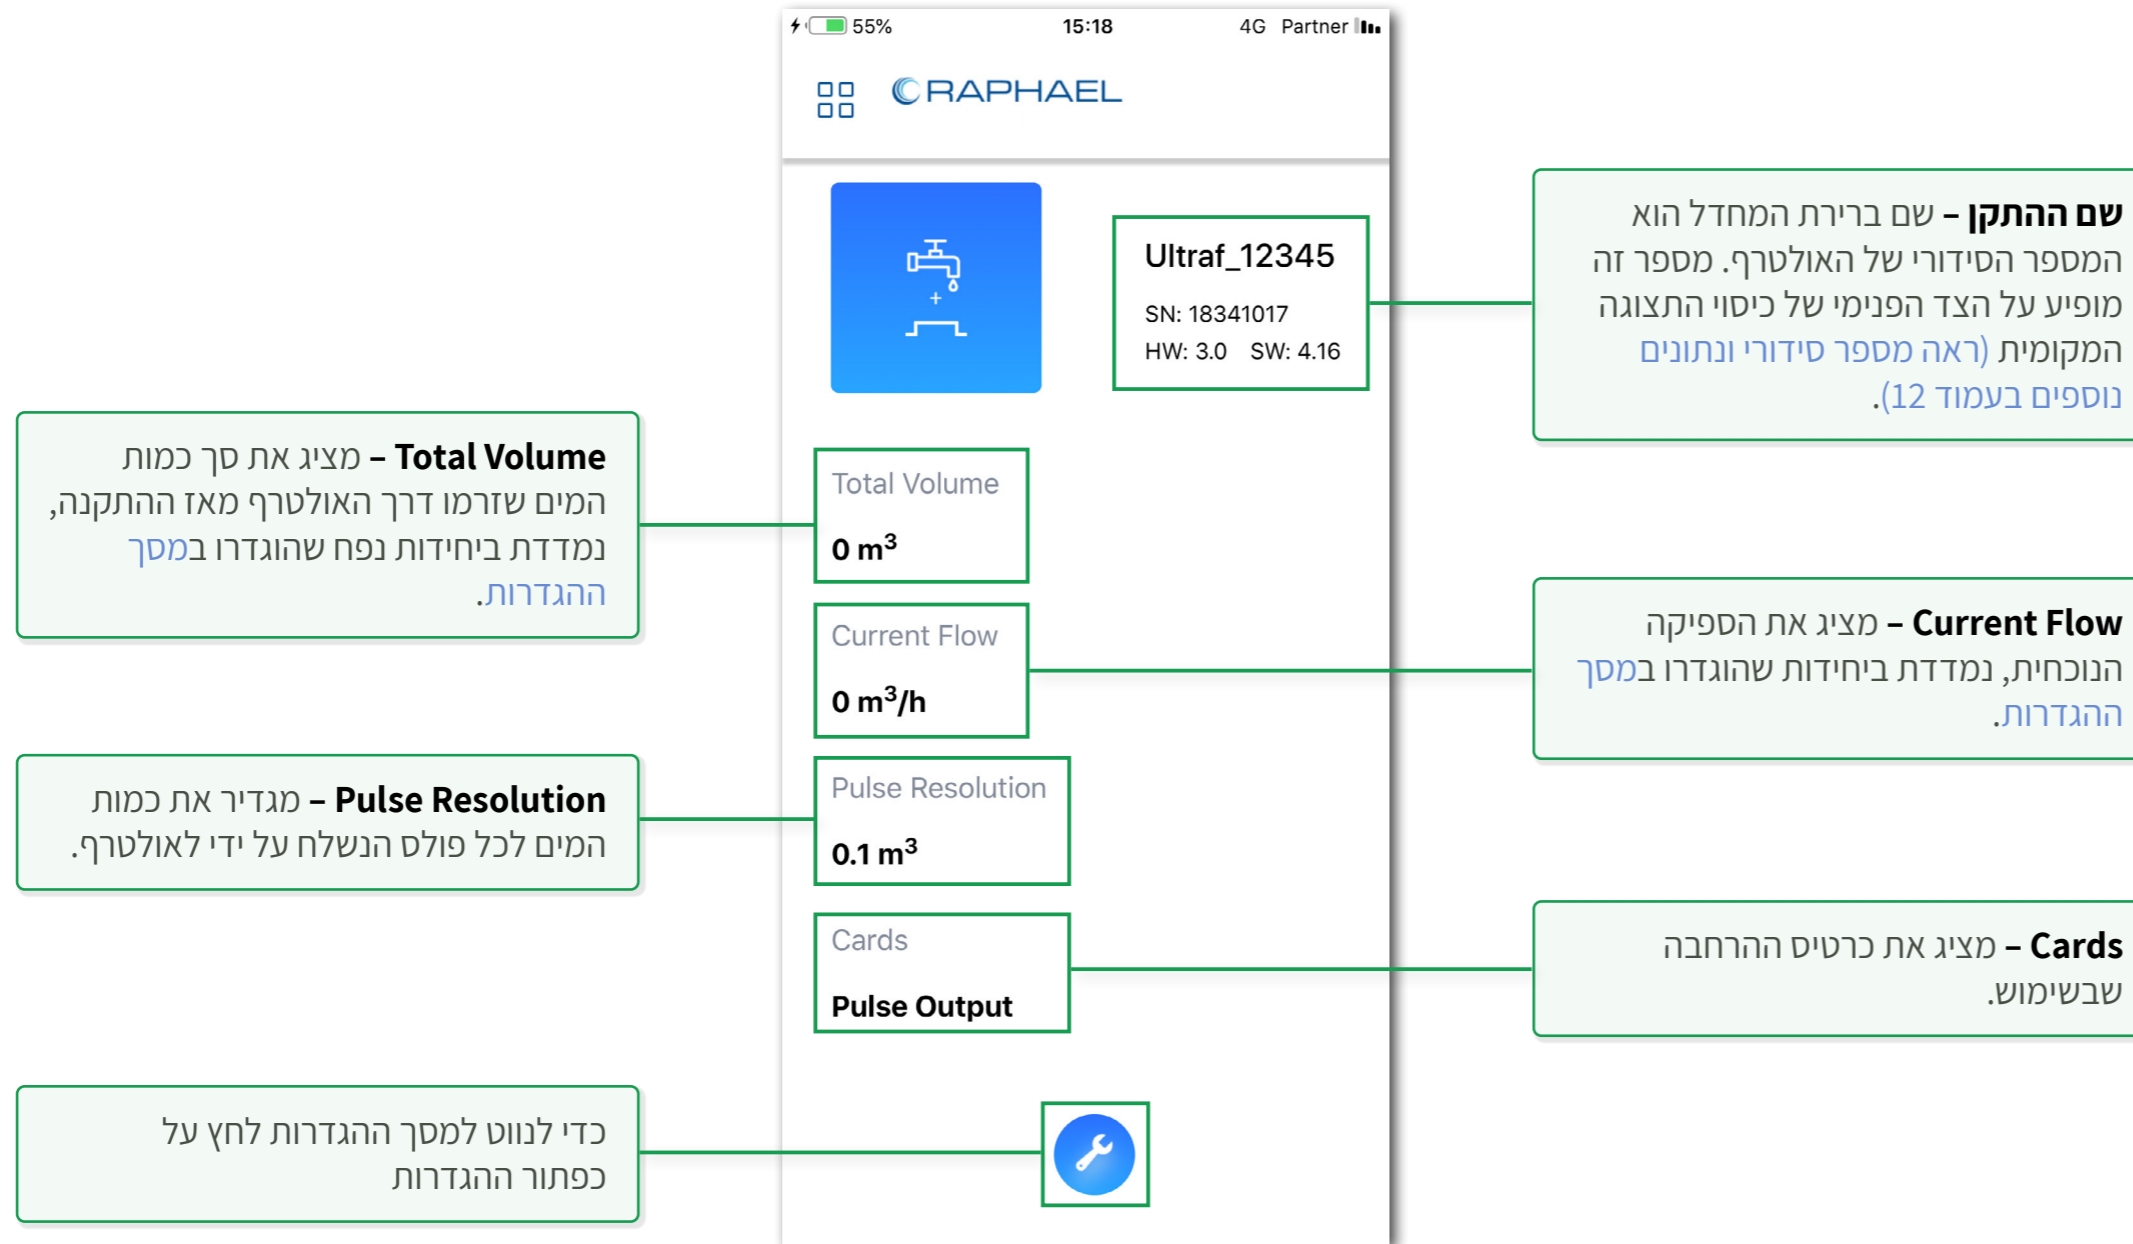 55%
15:18
4G Partner
RAPHAEL
Ultraf_12345
SN: 18341017
HW: 3.0 SW: 4.16
שם ההתקן – שם ברירת המחדל הוא
המספר הסידורי של האולטרף. מספר זה
מופיע על הצד הפנימי של כיסוי התצוגה
המקומית (ראה מספר סידורי ונתונים
נוספים בעמוד 12).
Total Volume – מציג את סך כמות
המים שזרמו דרך האולטרף מאז ההתקנה,
נמדדת ביחידות נפח שהוגדרו במסך
ההגדרות.
Total Volume
0 m³
Current Flow
0 m³/h
Current Flow – מציג את הספיקה
הנוכחית, נמדדת ביחידות שהוגדרו במסך
ההגדרות.
Pulse Resolution – מגדיר את כמות
המים לכל פולס הנשלח על ידי לאולטרף.
Pulse Resolution
0.1 m³
Cards
Pulse Output
Cards – מציג את כרטיס ההרחבה
שבשימוש.
כדי לנווט למסך ההגדרות לחץ על
כפתור ההגדרות